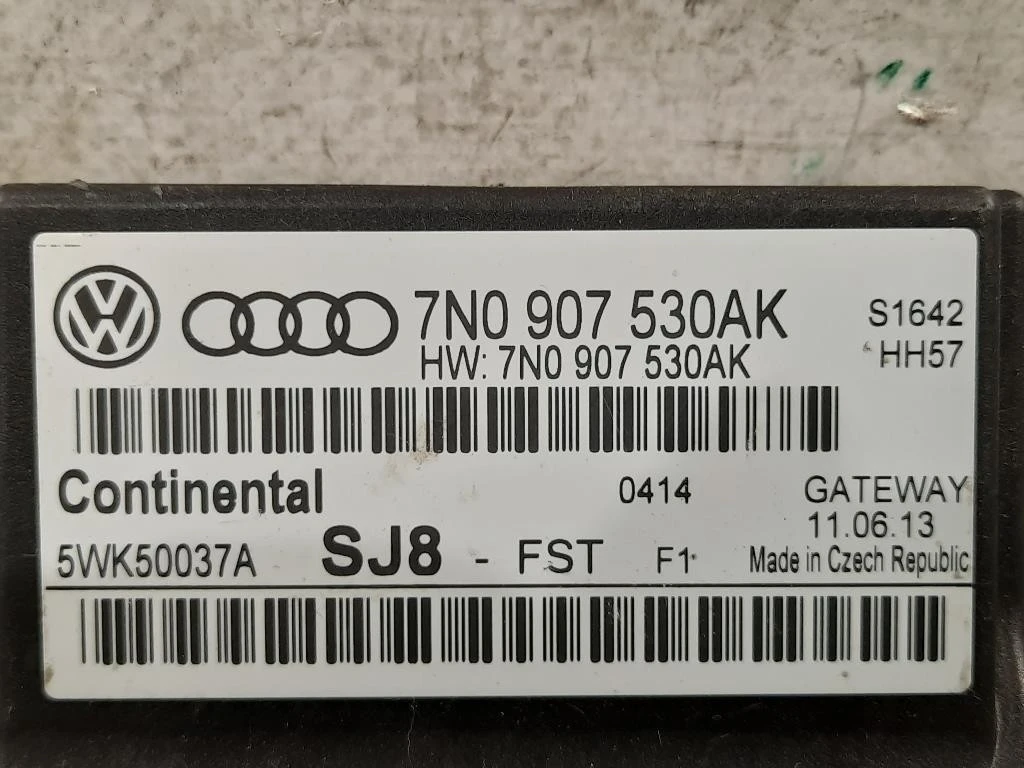 7N0 907 530AK S1642
HW: 7N0 907 530AK HH57
Continental 0414 GATEWAY
11.06.13
5WK50037A SJ8 - FST F1 Made in Czech Republic